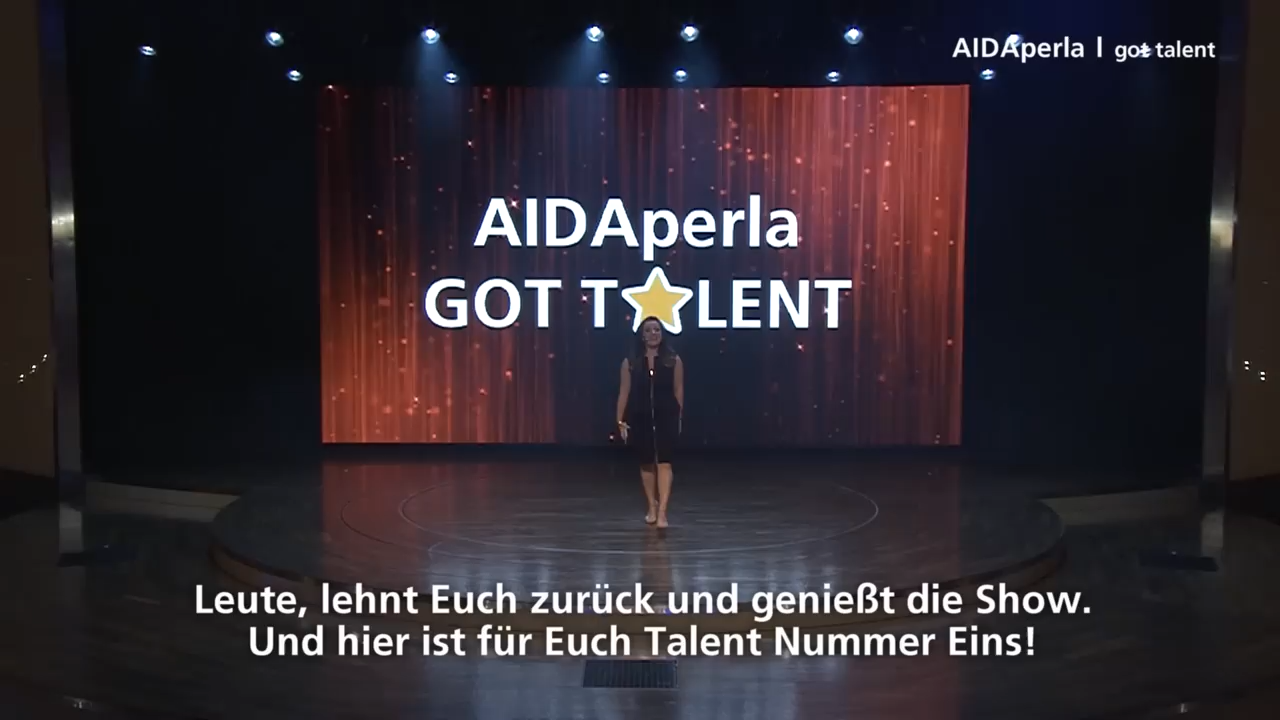 AIDAperla | got talent
AIDAperla
GOT TALENT
Leute, lehnt Euch zurück und genießt die Show.
Und hier ist für Euch Talent Nummer Eins!